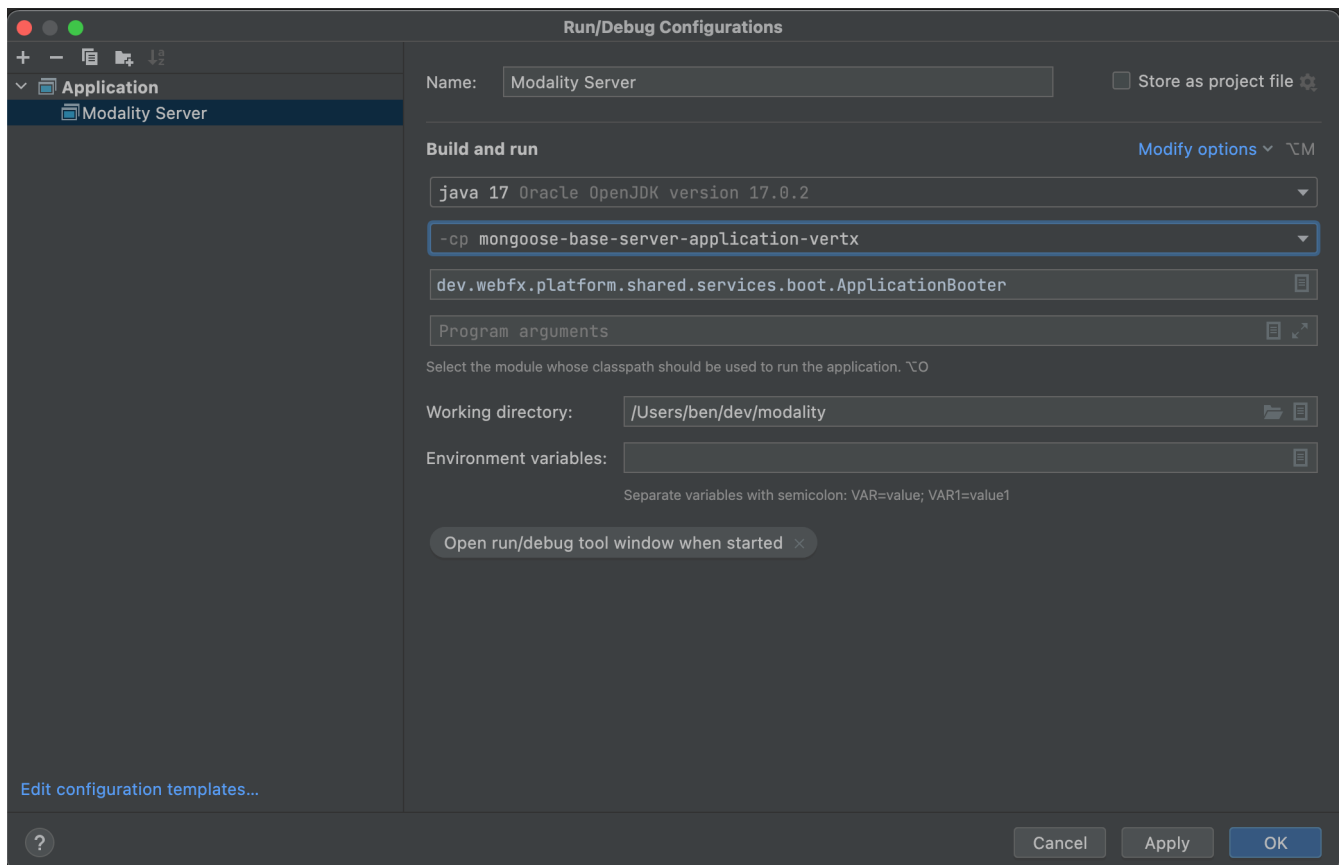 Run/Debug Configurations
Application
Modality Server
Edit configuration templates...
Name: Modality Server Store as project file
Build and run Modify options ⌥M
java 17 Oracle OpenJDK version 17.0.2
-cp mongoose-base-server-application-vertx
dev.webfx.platform.shared.services.boot.ApplicationBooter
Program arguments
Select the module whose classpath should be used to run the application. ⌥O
Working directory: /Users/ben/dev/modality
Environment variables:
Separate variables with semicolon: VAR=value; VAR1=value1
Open run/debug tool window when started ×
? Cancel Apply OK